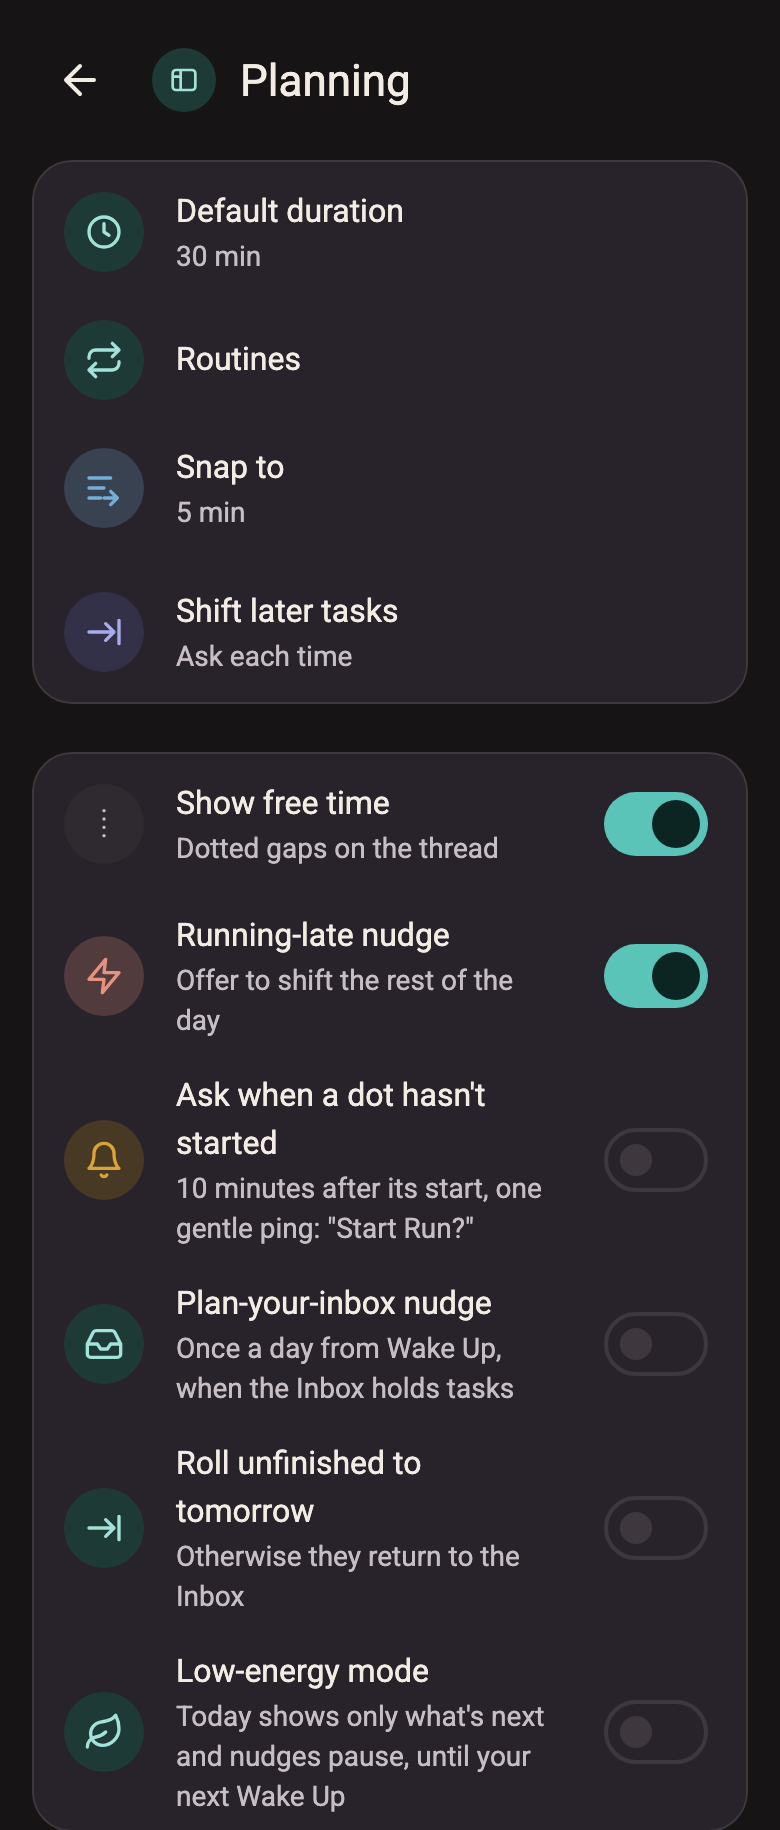 Planning
Default duration
30 min
Routines
Snap to
5 min
Shift later tasks
Ask each time
Show free time
Dotted gaps on the thread
Running-late nudge
Offer to shift the rest of the
day
Ask when a dot hasn't
started
10 minutes after its start, one
gentle ping: "Start Run?"
Plan-your-inbox nudge
Once a day from Wake Up,
when the Inbox holds tasks
Roll unfinished to
tomorrow
Otherwise they return to the
Inbox
Low-energy mode
Today shows only what's next
and nudges pause, until your
next Wake Up